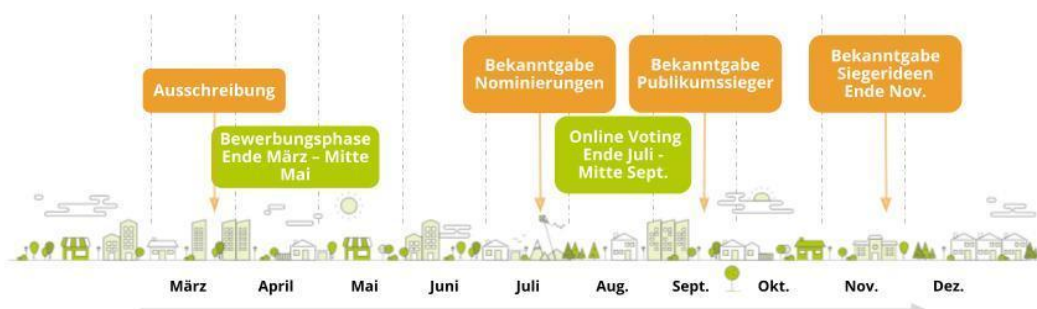 Ausschreibung
Bewerbungsphase
Ende März – Mitte
Mai
Bekanntgabe
Nominierungen
Online Voting
Ende Juli -
Mitte Sept.
Bekanntgabe
Publikumssieger
Bekanntgabe
Siegerideen
Ende Nov.
März April Mai Juni Juli Aug. Sept. Okt. Nov. Dez.